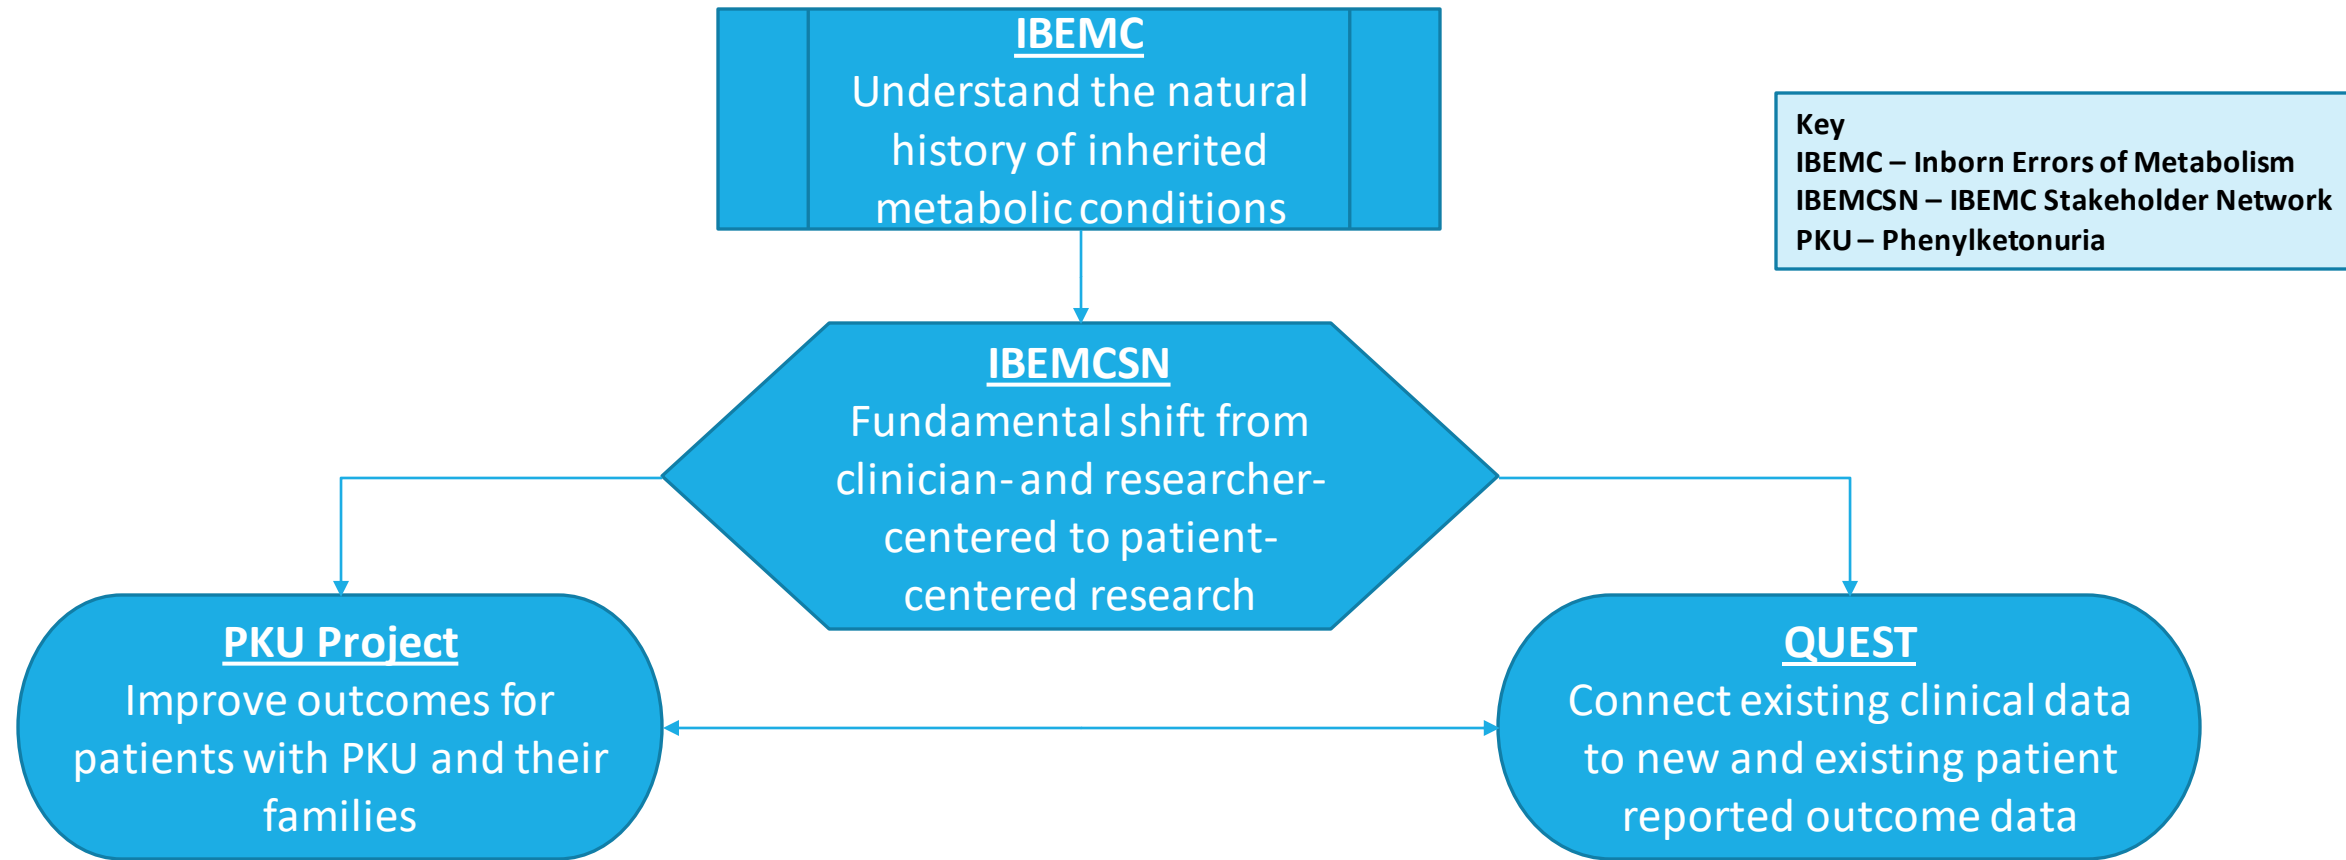 IBEMC
Understand the natural
history of inherited
metabolic conditions
Key
IBEMC – Inborn Errors of Metabolism
IBEMCSN – IBEMC Stakeholder Network
PKU – Phenylketonuria
IBEMCSN
Fundamental shift from
clinician- and researcher-
centered to patient-
centered research
PKU Project
Improve outcomes for
patients with PKU and their
families
QUEST
Connect existing clinical data
to new and existing patient
reported outcome data